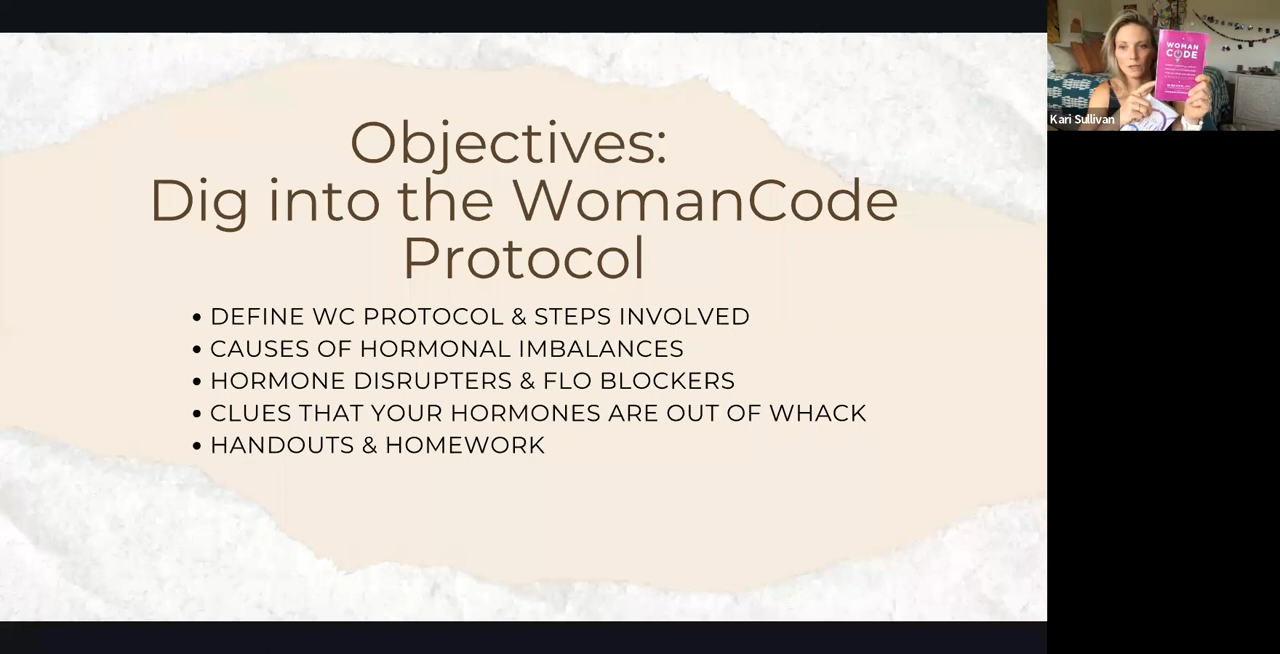 Objectives:
Dig into the WomanCode
Protocol
• DEFINE WC PROTOCOL & STEPS INVOLVED
• CAUSES OF HORMONAL IMBALANCES
• HORMONE DISRUPTERS & FLO BLOCKERS
• CLUES THAT YOUR HORMONES ARE OUT OF WHACK
• HANDOUTS & HOMEWORK
WOMAN
CODE
Kari Sullivan